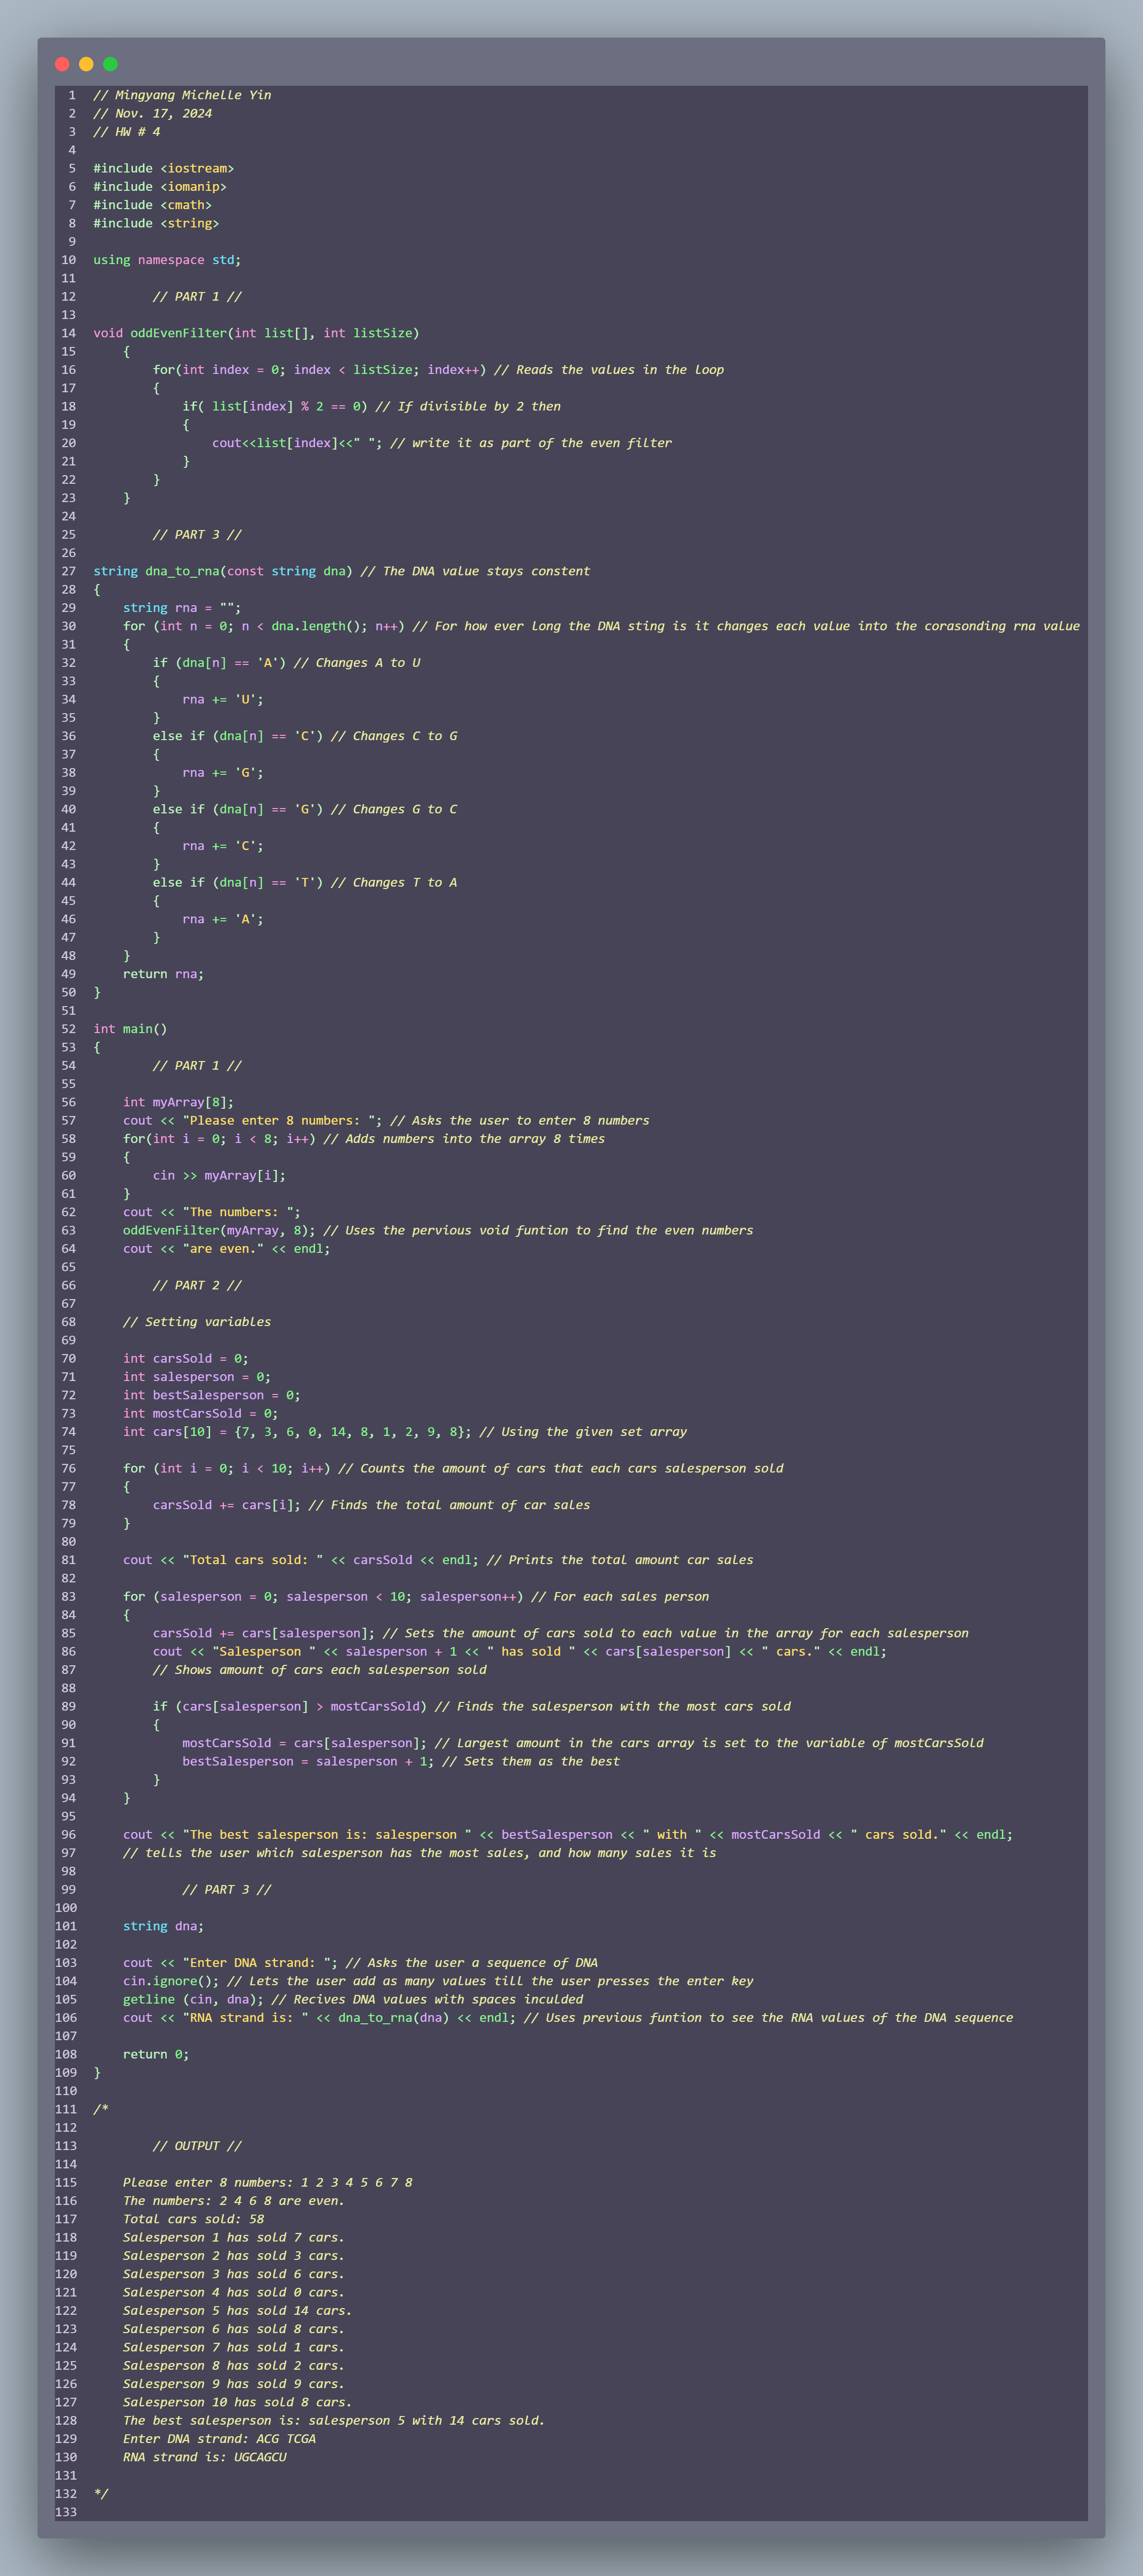 1 // Mingyang Michelle Yin
2 // Nov. 17, 2024
3 // HW # 4
4
5 #include <iostream>
6 #include <iomanip>
7 #include <cmath>
8 #include <string>
9
10 using namespace std;
11
12         // PART 1 //
13
14 void oddEvenFilter(int list[], int listSize)
15     {
16         for(int index = 0; index < listSize; index++) // Reads the values in the loop
17         {
18             if( list[index] % 2 == 0) // If divisible by 2 then
19             {
20                 cout<<list[index]<<" "; // write it as part of the even filter
21             }
22         }
23     }
24
25         // PART 3 //
26
27 string dna_to_rna(const string dna) // The DNA value stays constent
28 {
29     string rna = "";
30     for (int n = 0; n < dna.length(); n++) // For how ever long the DNA sting is it changes each value into the corasonding rna value
31     {
32         if (dna[n] == 'A') // Changes A to U
33         {
34             rna += 'U';
35         }
36         else if (dna[n] == 'C') // Changes C to G
37         {
38             rna += 'G';
39         }
40         else if (dna[n] == 'G') // Changes G to C
41         {
42             rna += 'C';
43         }
44         else if (dna[n] == 'T') // Changes T to A
45         {
46             rna += 'A';
47         }
48     }
49     return rna;
50 }
51
52 int main()
53 {
54         // PART 1 //
55
56     int myArray[8];
57     cout << "Please enter 8 numbers: "; // Asks the user to enter 8 numbers
58     for(int i = 0; i < 8; i++) // Adds numbers into the array 8 times
59     {
60         cin >> myArray[i];
61     }
62     cout << "The numbers: ";
63     oddEvenFilter(myArray, 8); // Uses the pervious void funtion to find the even numbers
64     cout << "are even." << endl;
65
66         // PART 2 //
67
68     // Setting variables
69
70     int carsSold = 0;
71     int salesperson = 0;
72     int bestSalesperson = 0;
73     int mostCarsSold = 0;
74     int cars[10] = {7, 3, 6, 0, 14, 8, 1, 2, 9, 8}; // Using the given set array
75
76     for (int i = 0; i < 10; i++) // Counts the amount of cars that each cars salesperson sold
77     {
78         carsSold += cars[i]; // Finds the total amount of car sales
79     }
80
81     cout << "Total cars sold: " << carsSold << endl; // Prints the total amount car sales
82
83     for (salesperson = 0; salesperson < 10; salesperson++) // For each sales person
84     {
85         carsSold += cars[salesperson]; // Sets the amount of cars sold to each value in the array for each salesperson
86         cout << "Salesperson " << salesperson + 1 << " has sold " << cars[salesperson] << " cars." << endl;
87         // Shows amount of cars each salesperson sold
88
89         if (cars[salesperson] > mostCarsSold) // Finds the salesperson with the most cars sold
90         {
91             mostCarsSold = cars[salesperson]; // Largest amount in the cars array is set to the variable of mostCarsSold
92             bestSalesperson = salesperson + 1; // Sets them as the best
93         }
94     }
95
96     cout << "The best salesperson is: salesperson " << bestSalesperson << " with " << mostCarsSold << " cars sold." << endl;
97     // tells the user which salesperson has the most sales, and how many sales it is
98
99             // PART 3 //
100
101     string dna;
102
103     cout << "Enter DNA strand: "; // Asks the user a sequence of DNA
104     cin.ignore(); // Lets the user add as many values till the user presses the enter key
105     getline (cin, dna); // Recives DNA values with spaces inculded
106     cout << "RNA strand is: " << dna_to_rna(dna) << endl; // Uses previous funtion to see the RNA values of the DNA sequence
107
108     return 0;
109 }
110
111 /*
112
113         // OUTPUT //
114
115     Please enter 8 numbers: 1 2 3 4 5 6 7 8
116     The numbers: 2 4 6 8 are even.
117     Total cars sold: 58
118     Salesperson 1 has sold 7 cars.
119     Salesperson 2 has sold 3 cars.
120     Salesperson 3 has sold 6 cars.
121     Salesperson 4 has sold 0 cars.
122     Salesperson 5 has sold 14 cars.
123     Salesperson 6 has sold 8 cars.
124     Salesperson 7 has sold 1 cars.
125     Salesperson 8 has sold 2 cars.
126     Salesperson 9 has sold 9 cars.
127     Salesperson 10 has sold 8 cars.
128     The best salesperson is: salesperson 5 with 14 cars sold.
129     Enter DNA strand: ACG TCGA
130     RNA strand is: UGCAGCU
131
132 */
133